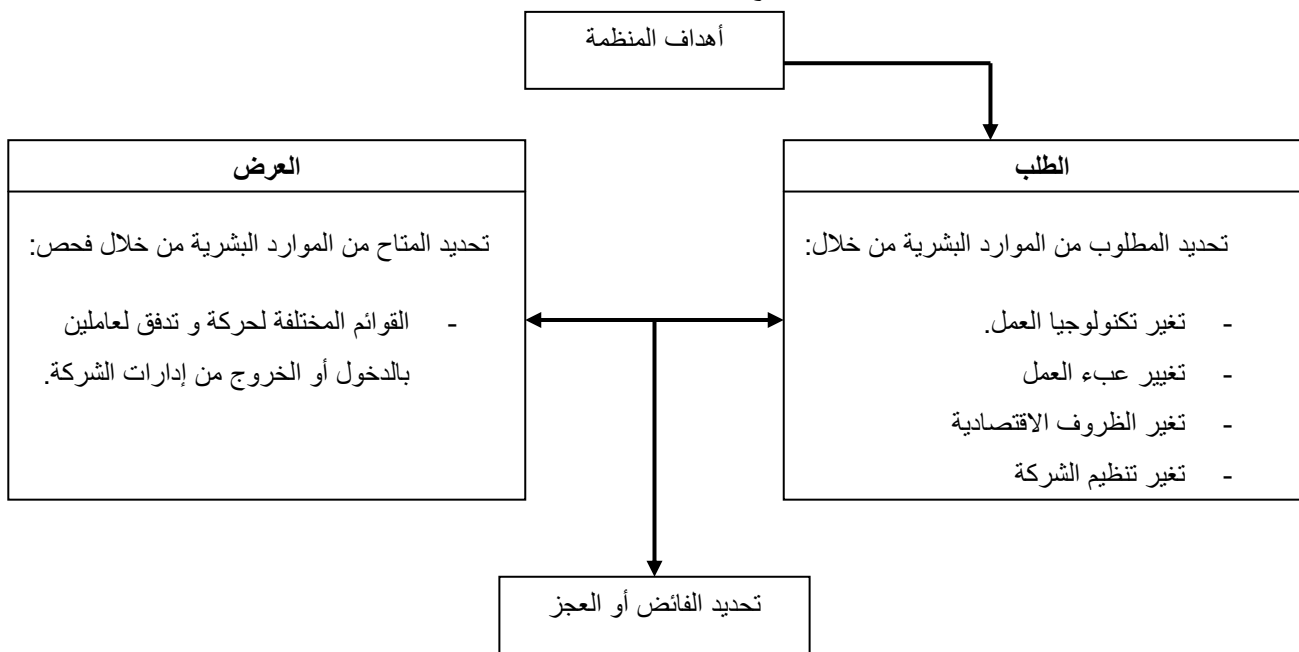 أهداف المنظمة
الطلب
تحديد المطلوب من الموارد البشرية من خلال:
- تغير تكنولوجيا العمل.
- تغيير عبء العمل
- تغير الظروف الاقتصادية
- تغير تنظيم الشركة
العرض
تحديد المتاح من الموارد البشرية من خلال فحص:
- القوائم المختلفة لحركة و تدفق لعاملين
بالدخول أو الخروج من إدارات الشركة.
تحديد الفائض أو العجز